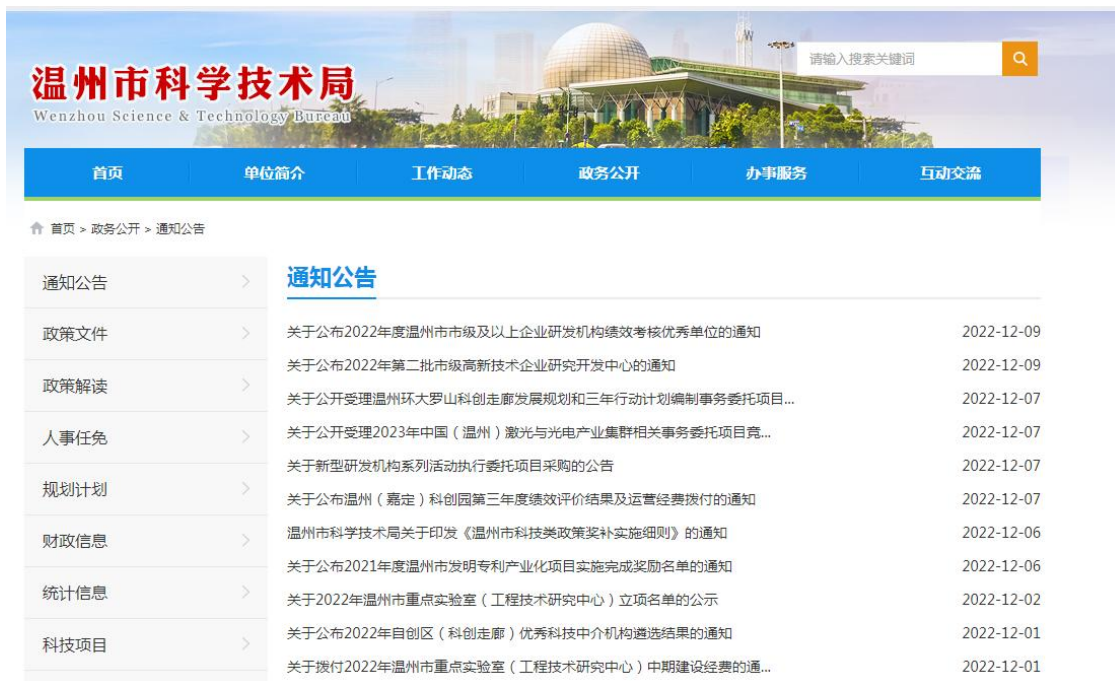 温州市科学技术局
Wenzhou Science & Technology Bureau
请输入搜索关键词
首页 单位简介 工作动态 政务公开 办事服务 互动交流
首页 > 政务公开 > 通知公告
通知公告
政策文件
政策解读
人事任免
规划计划
财政信息
统计信息
科技项目
通知公告
关于公布2022年度温州市市级及以上企业研发机构绩效考核优秀单位的通知 2022-12-09
关于公布2022年第二批市级高新技术企业研究开发中心的通知 2022-12-09
关于公开受理温州环大罗山科创走廊发展规划和三年行动计划编制事务委托项目... 2022-12-07
关于公开受理2023年中国（温州）激光与光电产业集群相关事务委托项目竞... 2022-12-07
关于新型研发机构系列活动执行委托项目采购的公告 2022-12-07
关于公布温州（嘉定）科创园第三年度绩效评价结果及运营经费拨付的通知 2022-12-07
温州市科学技术局关于印发《温州市科技类政策奖补实施细则》的通知 2022-12-06
关于公布2021年度温州市发明专利产业化项目实施完成奖励名单的通知 2022-12-06
关于2022年温州市重点实验室（工程技术研究中心）立项名单的公示 2022-12-02
关于公布2022年自创区（科创走廊）优秀科技中介机构遴选结果的通知 2022-12-01
关于拨付2022年温州市重点实验室（工程技术研究中心）中期建设经费的通... 2022-12-01